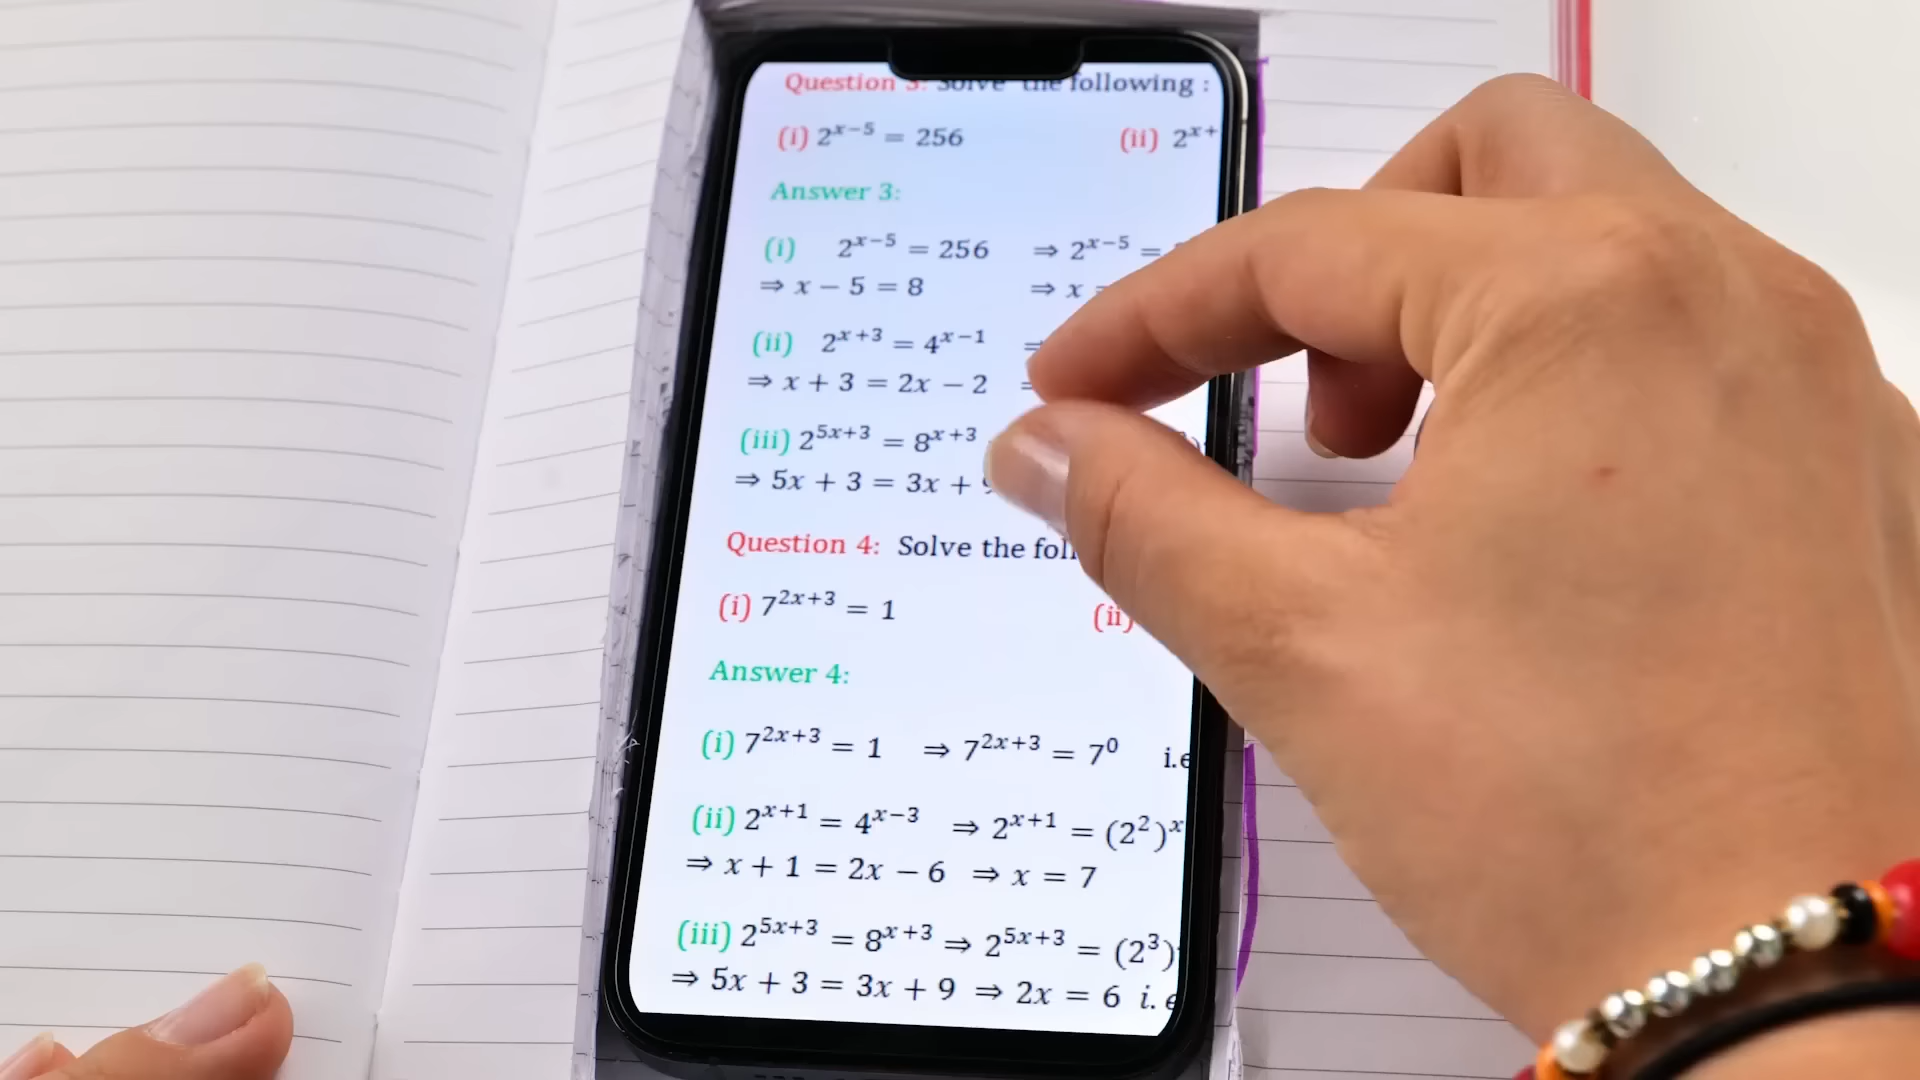 Question 3: Solve the following :
(i) 2^{x−5} = 256 (ii) 2^{x+
Answer 3:
(i) 2^{x−5} = 256 ⇒ 2^{x−5} =
⇒ x − 5 = 8 ⇒ x =
(ii) 2^{x+3} = 4^{x−1}
⇒ x + 3 = 2x − 2
(iii) 2^{5x+3} = 8^{x+3}
⇒ 5x + 3 = 3x + 9
Question 4: Solve the
(i) 7^{2x+3} = 1 (ii)
Answer 4:
(i) 7^{2x+3} = 1 ⇒ 7^{2x+3} = 7^0 i.e
(ii) 2^{x+1} = 4^{x−3} ⇒ 2^{x+1} = (2^2)^x
⇒ x + 1 = 2x − 6 ⇒ x = 7
(iii) 2^{5x+3} = 8^{x+3} ⇒ 2^{5x+3} = (2^3)
⇒ 5x + 3 = 3x + 9 ⇒ 2x = 6 i. e